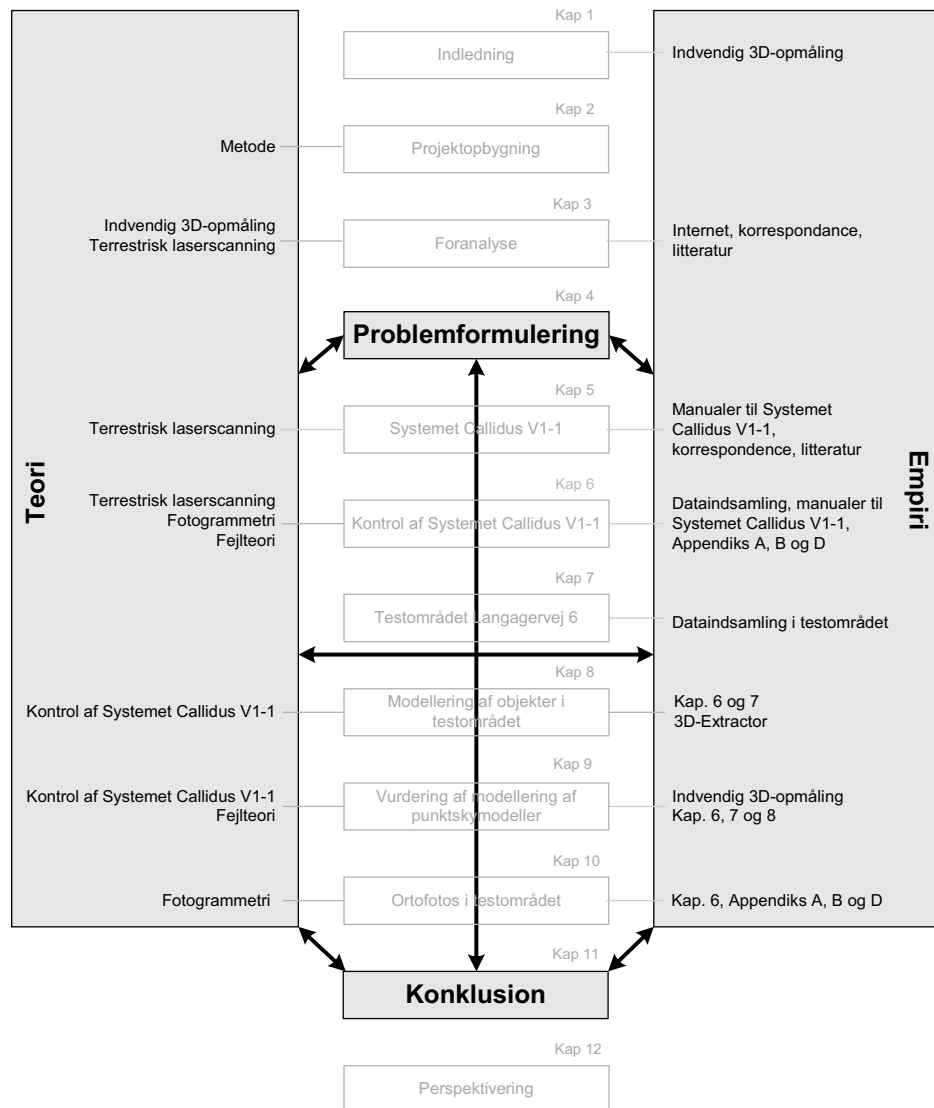 Kap 1
Indledning
Indvendig 3D-opmåling
Kap 2
Metode
Projektopbygning
Kap 3
Indvendig 3D-opmåling
Terrestrisk laserscanning
Foranalyse
Internet, korrespondance,
litteratur
Kap 4
Problemformulering
Kap 5
Terrestrisk laserscanning
Systemet Callidus V1-1
Manualer til Systemet
Callidus V1-1,
korrespondence, litteratur
Teori
Empiri
Kap 6
Terrestrisk laserscanning
Fotogrammetri
Fejlteori
Kontrol af Systemet Callidus V1-1
Dataindsamling, manualer til
Systemet Callidus V1-1,
Appendiks A, B og D
Kap 7
Testområdet Langagervej 6
Dataindsamling i testområdet
Kap 8
Kontrol af Systemet Callidus V1-1
Modellering af objekter i
testområdet
Kap. 6 og 7
3D-Extractor
Kap 9
Kontrol af Systemet Callidus V1-1
Fejlteori
Vurdering af modellering af
punktskymodeller
Indvendig 3D-opmåling
Kap. 6, 7 og 8
Kap 10
Fotogrammetri
Ortofotos i testområdet
Kap. 6, Appendiks A, B og D
Kap 11
Konklusion
Kap 12
Perspektivering